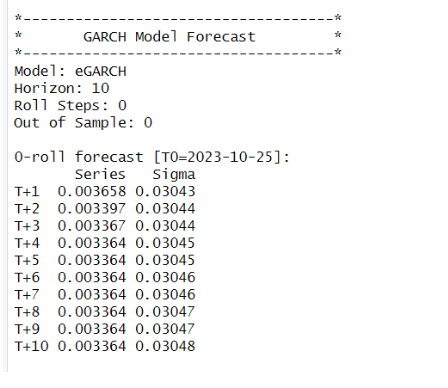 *-----------------------------------*
*       GARCH Model Forecast        *
*-----------------------------------*
Model: eGARCH
Horizon: 10
Roll Steps: 0
Out of Sample: 0

0-roll forecast [T0=2023-10-25]:
       Series   Sigma
T+1  0.003658 0.03043
T+2  0.003397 0.03044
T+3  0.003367 0.03044
T+4  0.003364 0.03045
T+5  0.003364 0.03045
T+6  0.003364 0.03046
T+7  0.003364 0.03046
T+8  0.003364 0.03047
T+9  0.003364 0.03047
T+10 0.003364 0.03048